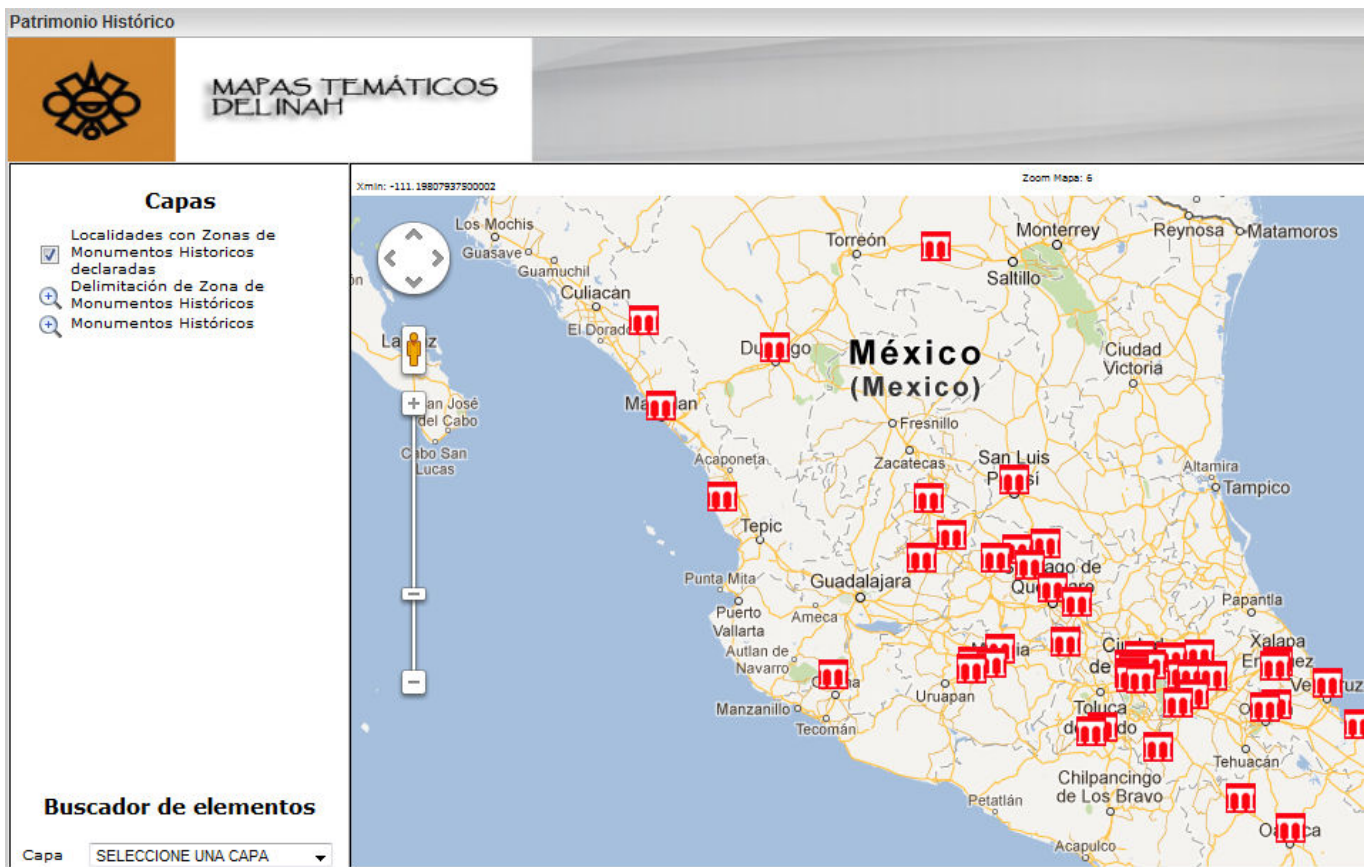 Patrimonio Histórico
MAPAS TEMÁTICOS
DEL INAH
Capas
Localidades con Zonas de
Monumentos Historicos
declaradas
Delimitación de Zona de
Monumentos Históricos
Monumentos Históricos
Buscador de elementos
Capa SELECCIONE UNA CAPA
Xmin: -111.19807937500002
Zoom Mapa: 6
Los Mochis
Guasave
Guamuchil
Culiacan
El Dorado
San José
del Cabo
Cabo San
Lucas
Torreón
Monterrey
Saltillo
Reynosa
Matamoros
México
(Mexico)
Ciudad
Victoria
Fresnillo
Zacatecas
San Luis
Acaponeta
Altamira
Tampico
Tepic
Punta Mita
Puerto
Vallarta
Guadalajara
Ameca
Autlan de
Navarro
Manzanillo
Tecomán
Uruapan
Papantla
Xalapa
Toluca
Tehuacán
Chilpancingo
de Los Bravo
Petatlán
Acapulco